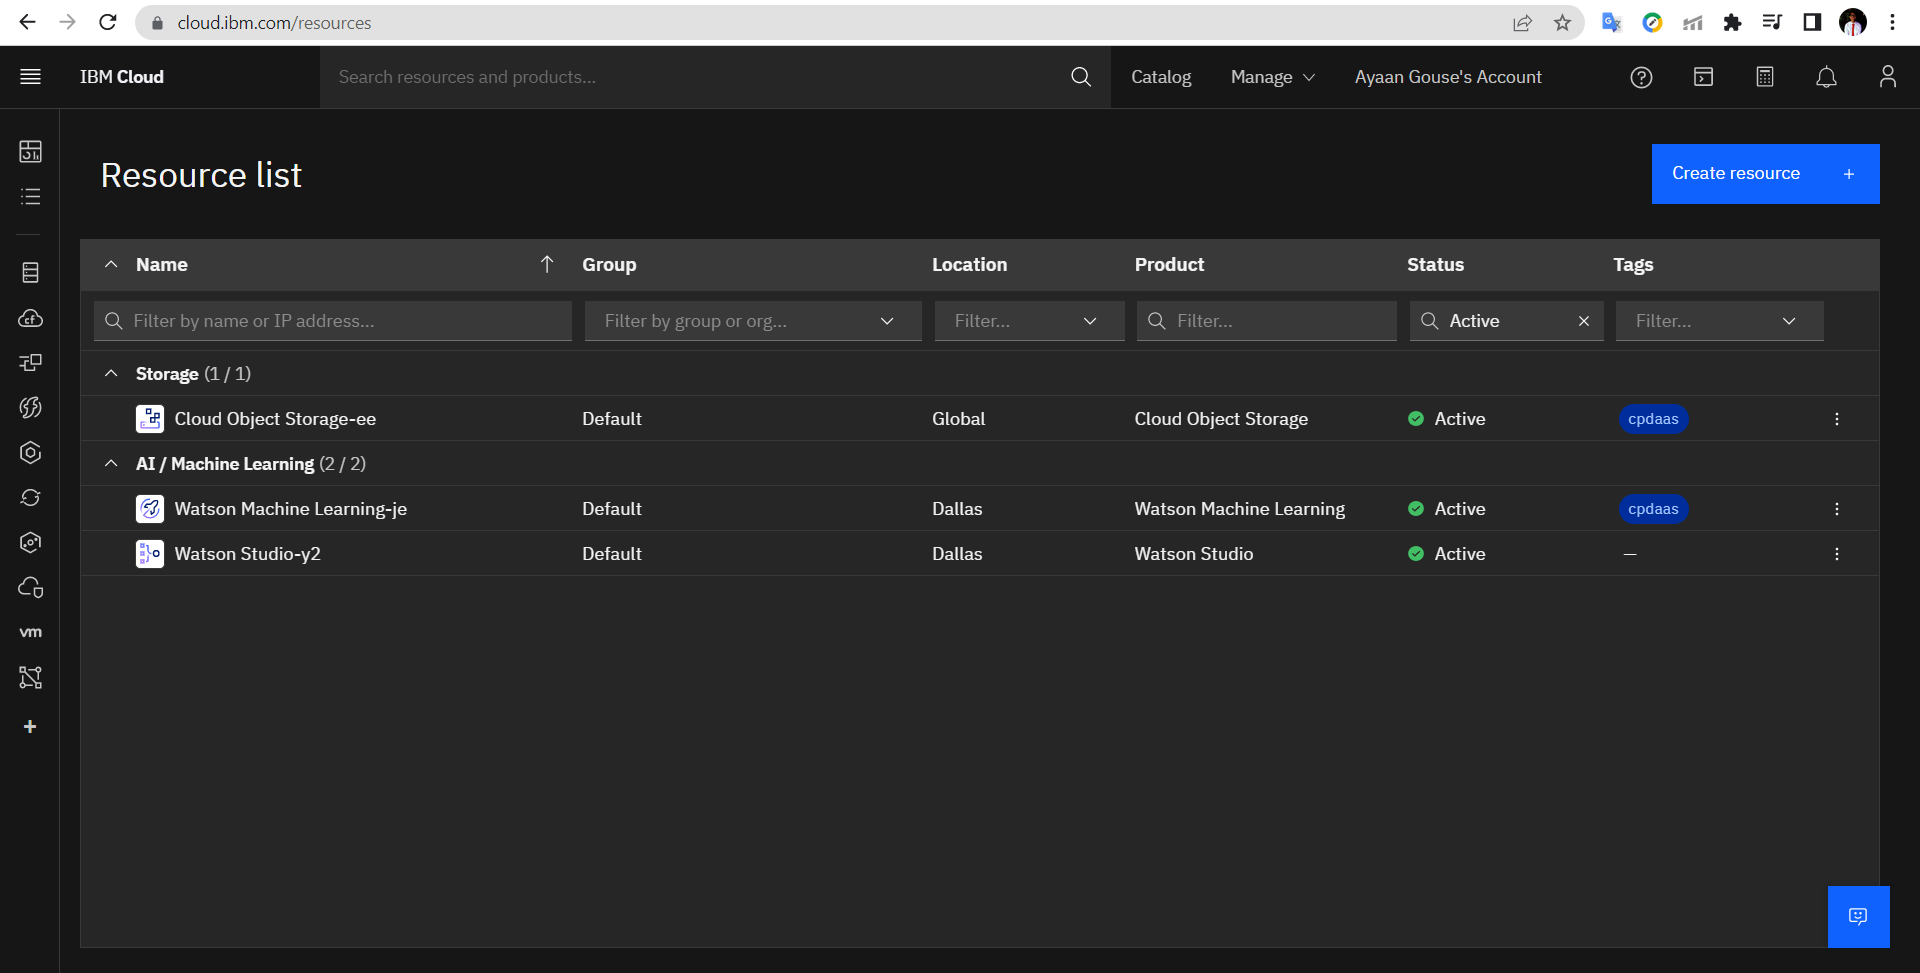 cloud.ibm.com/resources
IBM Cloud
Search resources and products...
Catalog
Manage
Ayaan Gouse's Account
Resource list
Create resource +
Name Group Location Product Status Tags
Filter by name or IP address... Filter by group or org... Filter... Filter... Active Filter...
Storage (1 / 1)
Cloud Object Storage-ee Default Global Cloud Object Storage Active cpdaas
AI / Machine Learning (2 / 2)
Watson Machine Learning-je Default Dallas Watson Machine Learning Active cpdaas
Watson Studio-y2 Default Dallas Watson Studio Active —
cf
vm
+